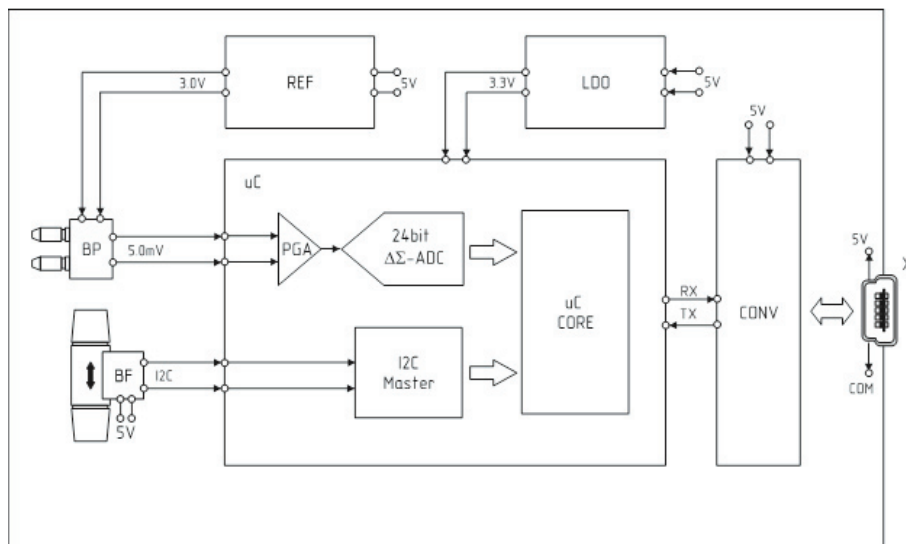 REF
3.0V
5V
LDO
3.3V
5V
5V
uC
BP
5.0mV
PGA
24bit
ΔΣ-ADC
uC
CORE
RX
TX
CONV
5V
X
COM
BF
I2C
5V
I2C
Master